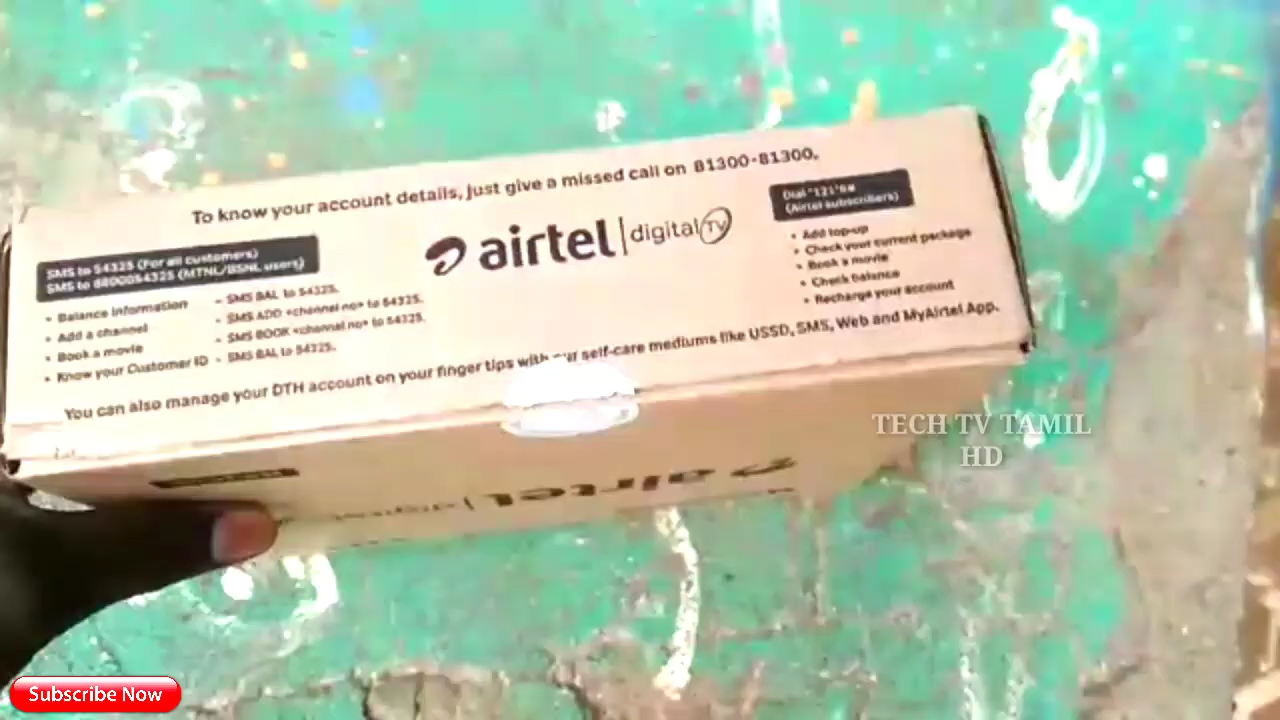 To know your account details, just give a missed call on 81300-81300.
airtel digital TV
SMS to 54325 (For all customers)
SMS to 8800054325 (MTNL/BSNL users)
• Balance information - SMS BAL to 54325.
• Add a channel - SMS ADD <channel no> to 54325.
• Book a movie - SMS BOOK <channel no> to 54325.
• Know your Customer ID - SMS BAL to 54325.
Dial *121*8#
(Airtel subscribers)
• Add top-up
• Check your current package
• Book a movie
• Check balance
• Recharge your account
You can also manage your DTH account on your finger tips with our self-care mediums like USSD, SMS, Web and MyAirtel App.
airtel digital
TECH TV TAMIL
HD
Subscribe Now